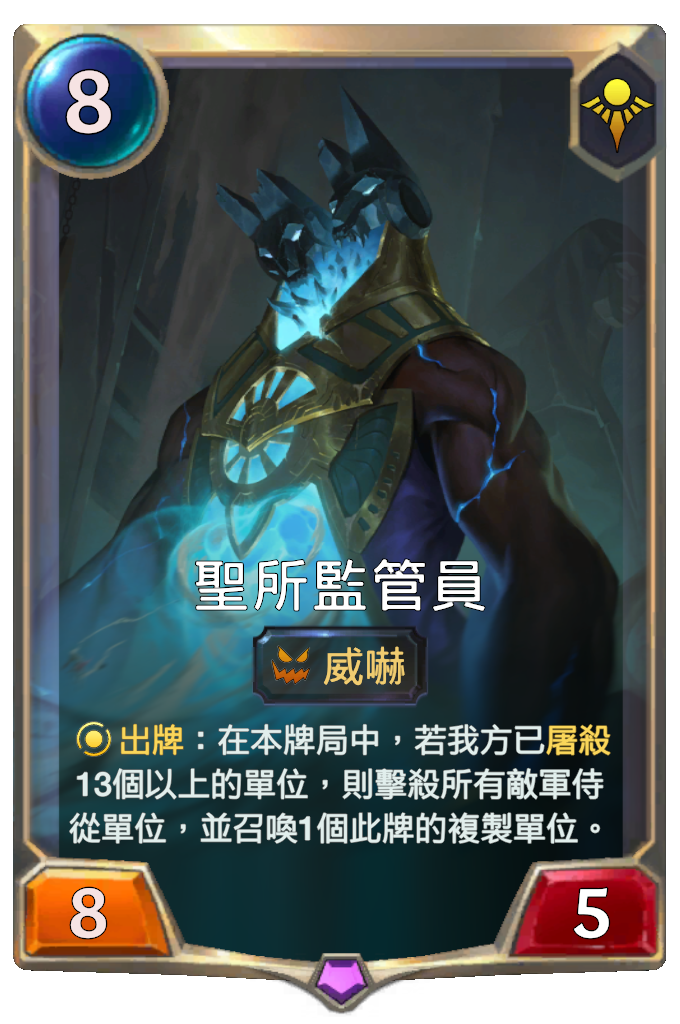 8
聖所監管員
威嚇
出牌：在本牌局中，若我方已屠殺
13個以上的單位，則擊殺所有敵軍侍
從單位，並召喚1個此牌的複製單位。
8
5